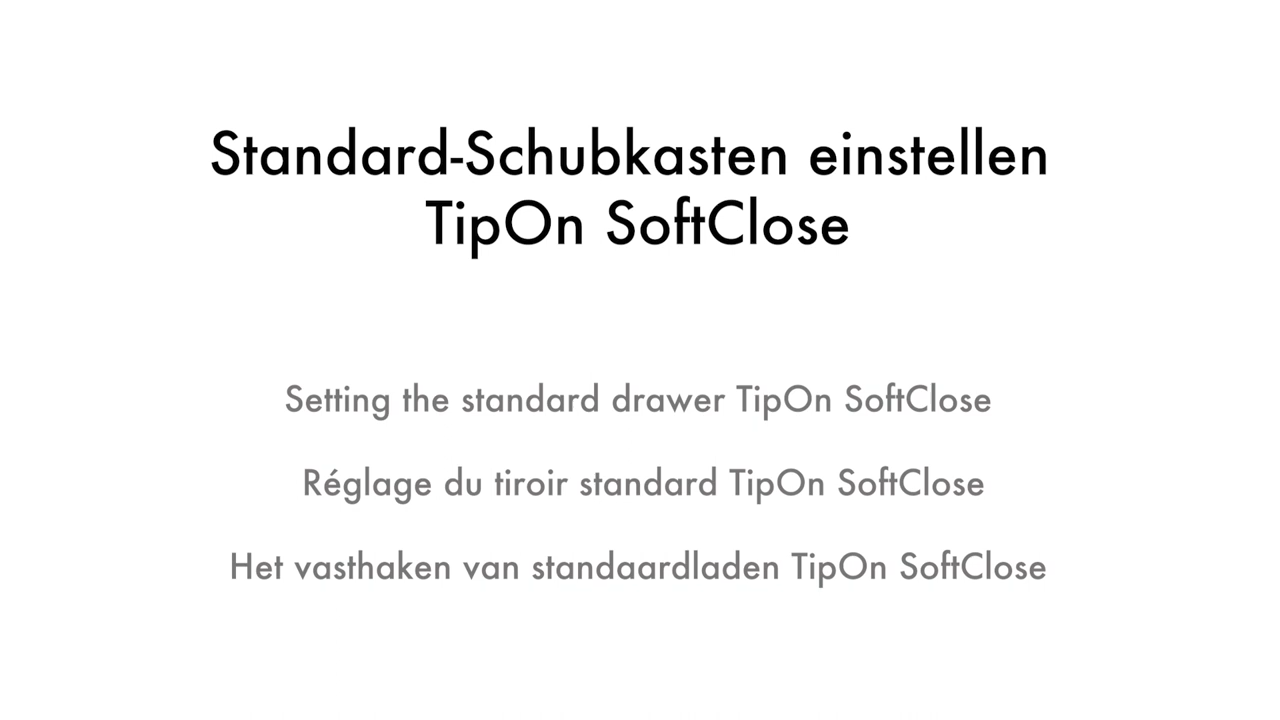 Standard-Schubkasten einstellen
TipOn SoftClose
Setting the standard drawer TipOn SoftClose
Réglage du tiroir standard TipOn SoftClose
Het vasthaken van standaardladen TipOn SoftClose